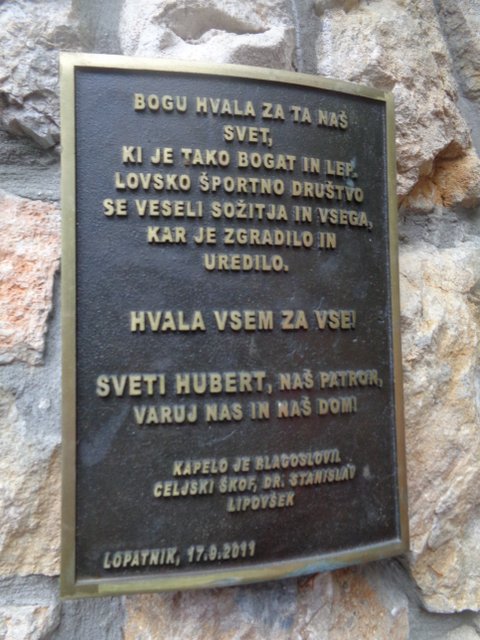 BOGU HVALA ZA TA NAŠ
SVET,
KI JE TAKO BOGAT IN LEP.
LOVSKO ŠPORTNO DRUŠTVO
SE VESELI SOŽITJA IN VSEGA,
KAR JE ZGRADILO IN
UREDILO.
HVALA VSEM ZA VSE!
SVETI HUBERT, NAŠ PATRON,
VARUJ NAS IN NAŠ DOM!
KAPELO JE BLAGOSLOVIL
CELJSKI ŠKOF, DR. STANISLAV
LIPOVŠEK
LOPATNIK, 17.9.2011